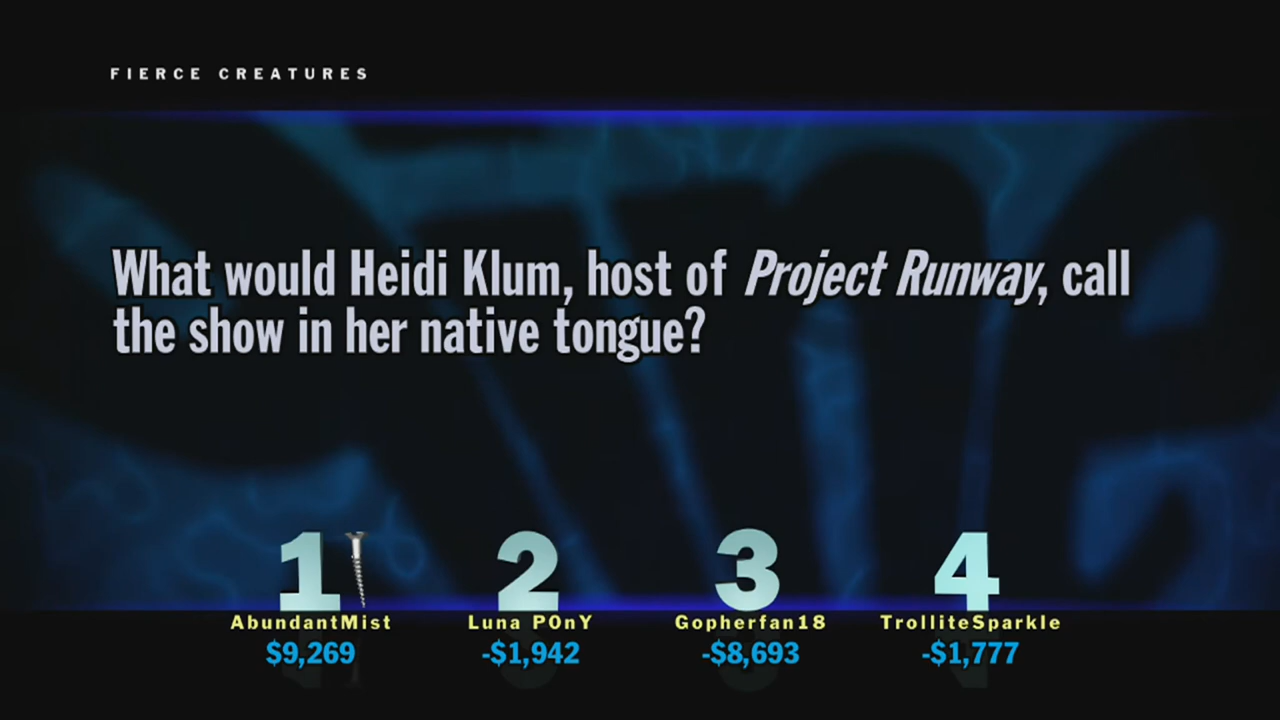 FIERCE CREATURES
What would Heidi Klum, host of Project Runway, call
the show in her native tongue?
1 2 3 4
AbundantMist Luna P0nY Gopherfan18 TrolliteSparkle
$9,269 -$1,942 -$8,693 -$1,777